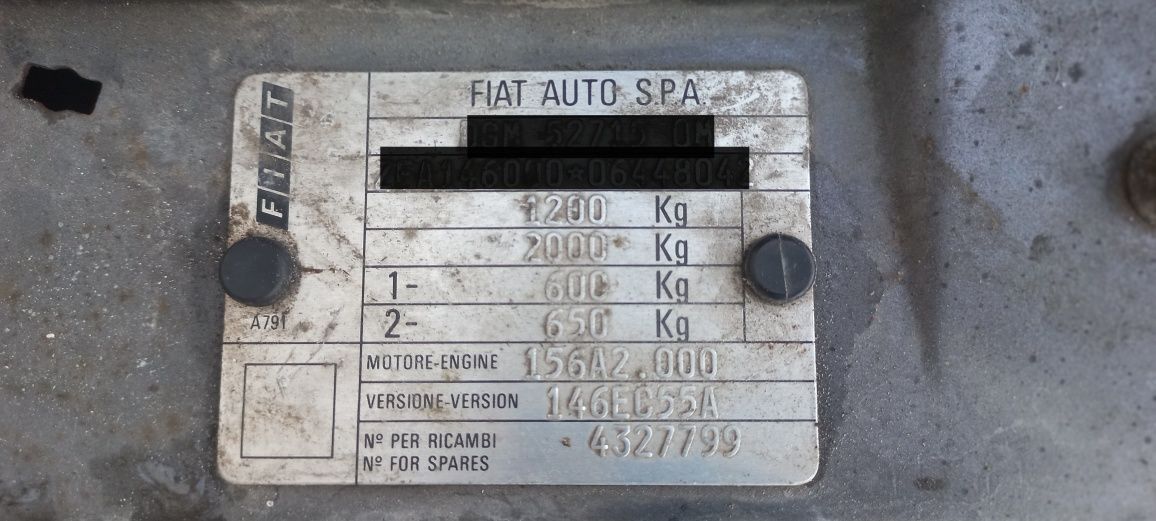 FIAT
FIAT AUTO S.P.A.
1200 Kg
2000 Kg
1- 600 Kg
2- 650 Kg
A791
MOTORE-ENGINE 156A2.000
VERSIONE-VERSION 146EC55A
Nº PER RICAMBI 4327799
Nº FOR SPARES